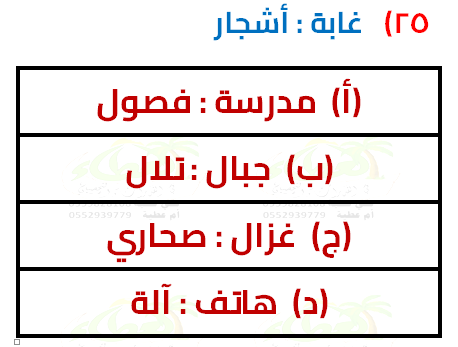 ٢٥) غابة : أشجار
(أ) مدرسة : فصول
(ب) جبال : تلال
0552939779
أم عطية
0552939779
أم عطية
(ج) غزال : صحاري
(د) هاتف : آلة